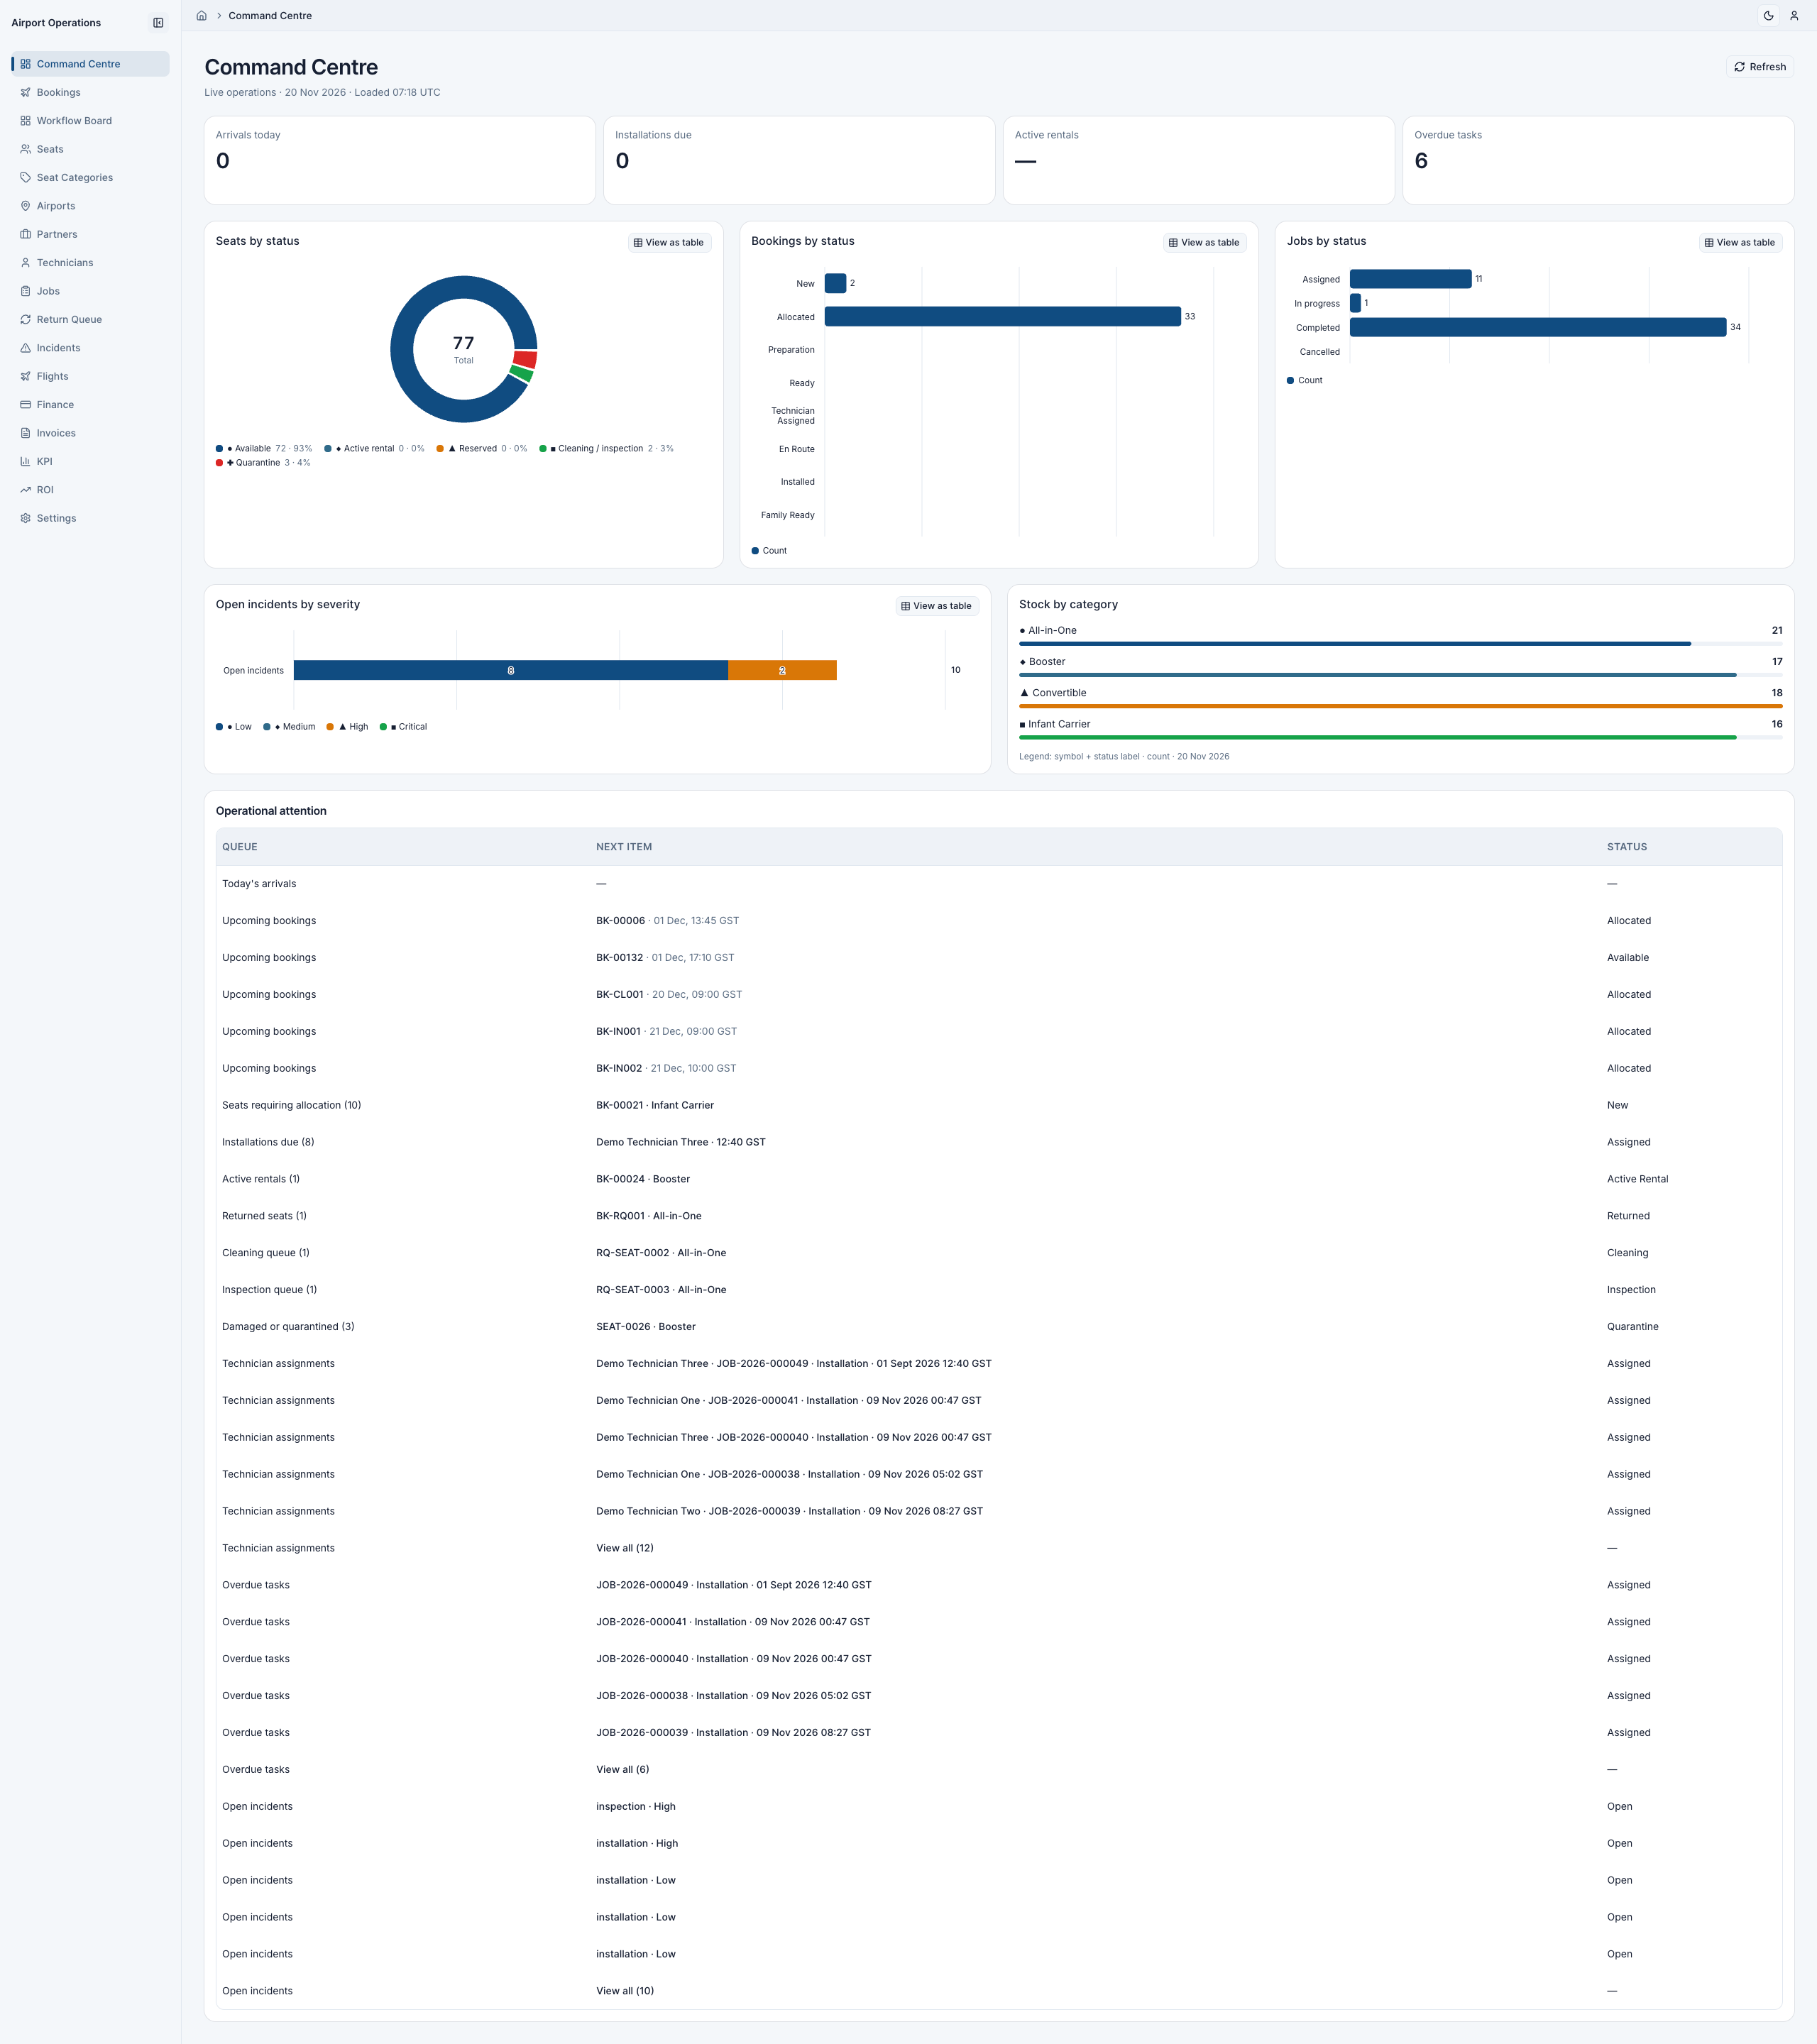 Airport Operations
Command Centre
Bookings
Workflow Board
Seats
Seat Categories
Airports
Partners
Technicians
Jobs
Return Queue
Incidents
Flights
Finance
Invoices
KPI
ROI
Settings
Command Centre
Command Centre
Refresh
Live operations · 20 Nov 2026 · Loaded 07:18 UTC
Arrivals today
0
Installations due
0
Active rentals
—
Overdue tasks
6
Seats by status
View as table
77
Total
● Available 72 · 93% ◆ Active rental 0 · 0% ▲ Reserved 0 · 0% ■ Cleaning / inspection 2 · 3%
✚ Quarantine 3 · 4%
Bookings by status
View as table
New 2
Allocated 33
Preparation
Ready
Technician
Assigned
En Route
Installed
Family Ready
Count
Jobs by status
View as table
Assigned 11
In progress 1
Completed 34
Cancelled
Count
Open incidents by severity
View as table
Open incidents 8 2 10
● Low ◆ Medium ▲ High ■ Critical
Stock by category
● All-in-One 21
◆ Booster 17
▲ Convertible 18
■ Infant Carrier 16
Legend: symbol + status label · count · 20 Nov 2026
Operational attention
QUEUE NEXT ITEM STATUS
Today's arrivals — —
Upcoming bookings BK-00006 · 01 Dec, 13:45 GST Allocated
Upcoming bookings BK-00132 · 01 Dec, 17:10 GST Available
Upcoming bookings BK-CL001 · 20 Dec, 09:00 GST Allocated
Upcoming bookings BK-IN001 · 21 Dec, 09:00 GST Allocated
Upcoming bookings BK-IN002 · 21 Dec, 10:00 GST Allocated
Seats requiring allocation (10) BK-00021 · Infant Carrier New
Installations due (8) Demo Technician Three · 12:40 GST Assigned
Active rentals (1) BK-00024 · Booster Active Rental
Returned seats (1) BK-RQ001 · All-in-One Returned
Cleaning queue (1) RQ-SEAT-0002 · All-in-One Cleaning
Inspection queue (1) RQ-SEAT-0003 · All-in-One Inspection
Damaged or quarantined (3) SEAT-0026 · Booster Quarantine
Technician assignments Demo Technician Three · JOB-2026-000049 · Installation · 01 Sept 2026 12:40 GST Assigned
Technician assignments Demo Technician One · JOB-2026-000041 · Installation · 09 Nov 2026 00:47 GST Assigned
Technician assignments Demo Technician Three · JOB-2026-000040 · Installation · 09 Nov 2026 00:47 GST Assigned
Technician assignments Demo Technician One · JOB-2026-000038 · Installation · 09 Nov 2026 05:02 GST Assigned
Technician assignments Demo Technician Two · JOB-2026-000039 · Installation · 09 Nov 2026 08:27 GST Assigned
Technician assignments View all (12) —
Overdue tasks JOB-2026-000049 · Installation · 01 Sept 2026 12:40 GST Assigned
Overdue tasks JOB-2026-000041 · Installation · 09 Nov 2026 00:47 GST Assigned
Overdue tasks JOB-2026-000040 · Installation · 09 Nov 2026 00:47 GST Assigned
Overdue tasks JOB-2026-000038 · Installation · 09 Nov 2026 05:02 GST Assigned
Overdue tasks JOB-2026-000039 · Installation · 09 Nov 2026 08:27 GST Assigned
Overdue tasks View all (6) —
Open incidents inspection · High Open
Open incidents installation · High Open
Open incidents installation · Low Open
Open incidents installation · Low Open
Open incidents installation · Low Open
Open incidents View all (10) —